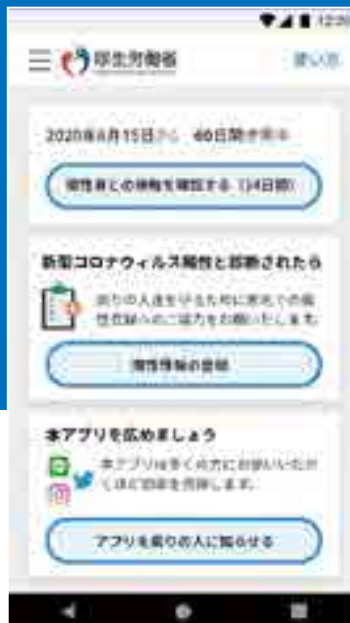 12:00
厚生労働省
使い方
2020年6月15日から 60日間使用中
陽性者との接触を確認する（14日間）
新型コロナウィルス陽性と診断されたら
周りの人達を守るために匿名での陽
性登録へのご協力をお願いいたします。
陽性情報の登録
本アプリを広めましょう
本アプリは多くの方にお使いいただ
くほど効果を発揮します。
アプリを周りの人に知らせる